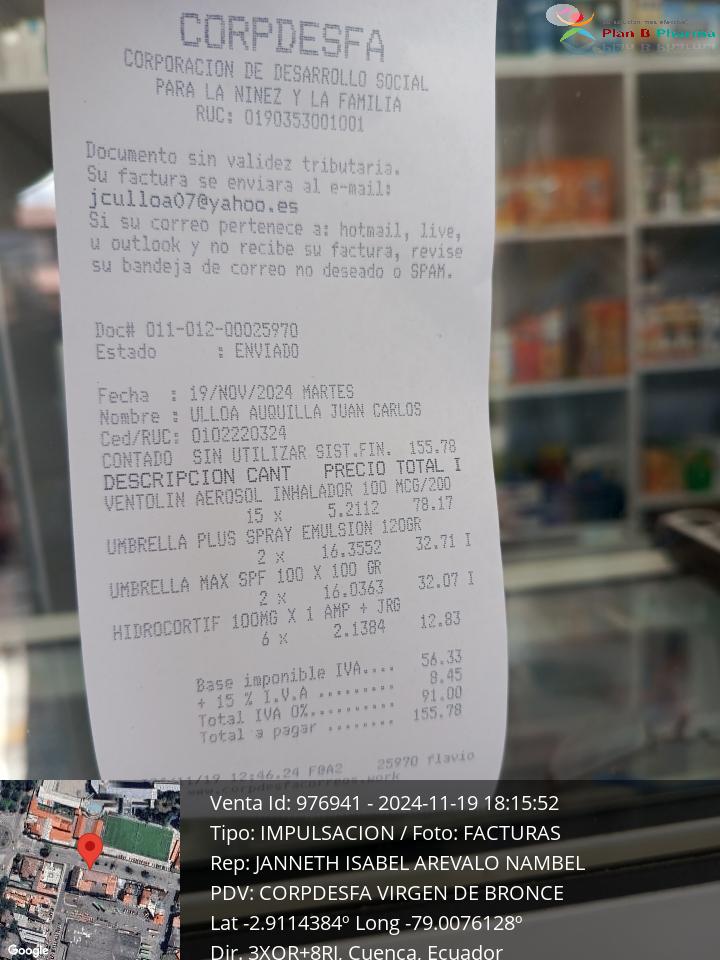 Plan B Pharma
CORPDESFA
CORPORACION DE DESARROLLO SOCIAL
PARA LA NINEZ Y LA FAMILIA
RUC: 0190353001001
Documento sin validez tributaria.
Su factura se enviara al e-mail:
jculloa07@yahoo.es
Si su correo pertenece a: hotmail, live,
u outlook y no recibe su factura, revise
su bandeja de correo no deseado o SPAM.
Doc# 011-012-00025970
Estado : ENVIADO
Fecha : 19/NOV/2024 MARTES
Nombre : ULLOA AUQUILLA JUAN CARLOS
Ced/RUC: 0102220324
CONTADO SIN UTILIZAR SIST.FIN. 155.78
DESCRIPCION CANT PRECIO TOTAL I
VENTOLIN AEROSOL INHALADOR 100 MCG/200
15 x 5.2112 78.17
UMBRELLA PLUS SPRAY EMULSION 120GR
2 x 16.3552 32.71 I
UMBRELLA MAX SPF 100 X 100 GR
2 x 16.0363 32.07 I
HIDROCORTIF 100MG X 1 AMP + JRG
6 x 2.1384 12.83
Base imponible IVA.... 56.33
+ 15 % I.V.A ......... 8.45
Total IVA 0%.......... 91.00
Total a pagar ........ 155.78
/11/19 12:46.24 F@A2 25970 flavio
www.corpdesfacorreos.work
Venta Id: 976941 - 2024-11-19 18:15:52
Tipo: IMPULSACION / Foto: FACTURAS
Rep: JANNETH ISABEL AREVALO NAMBEL
PDV: CORPDESFA VIRGEN DE BRONCE
Lat -2.9114384º Long -79.0076128º
Dir. 3XQR+8RJ, Cuenca, Ecuador
Google